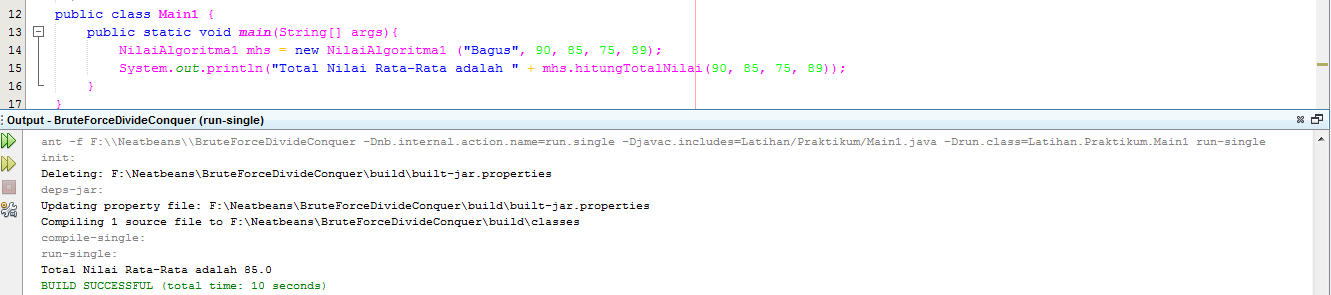 12 public class Main1 {
13 public static void main(String[] args){
14 NilaiAlgoritma1 mhs = new NilaiAlgoritma1 ("Bagus", 90, 85, 75, 89);
15 System.out.println("Total Nilai Rata-Rata adalah " + mhs.hitungTotalNilai(90, 85, 75, 89));
16 }
17 }
Output - BruteForceDivideConquer (run-single)
ant -f F:\\Neatbeans\\BruteForceDivideConquer -Dnb.internal.action.name=run.single -Djavac.includes=Latihan/Praktikum/Main1.java -Drun.class=Latihan.Praktikum.Main1 run-single
init:
Deleting: F:\Neatbeans\BruteForceDivideConquer\build\built-jar.properties
deps-jar:
Updating property file: F:\Neatbeans\BruteForceDivideConquer\build\built-jar.properties
Compiling 1 source file to F:\Neatbeans\BruteForceDivideConquer\build\classes
compile-single:
run-single:
Total Nilai Rata-Rata adalah 85.0
BUILD SUCCESSFUL (total time: 10 seconds)